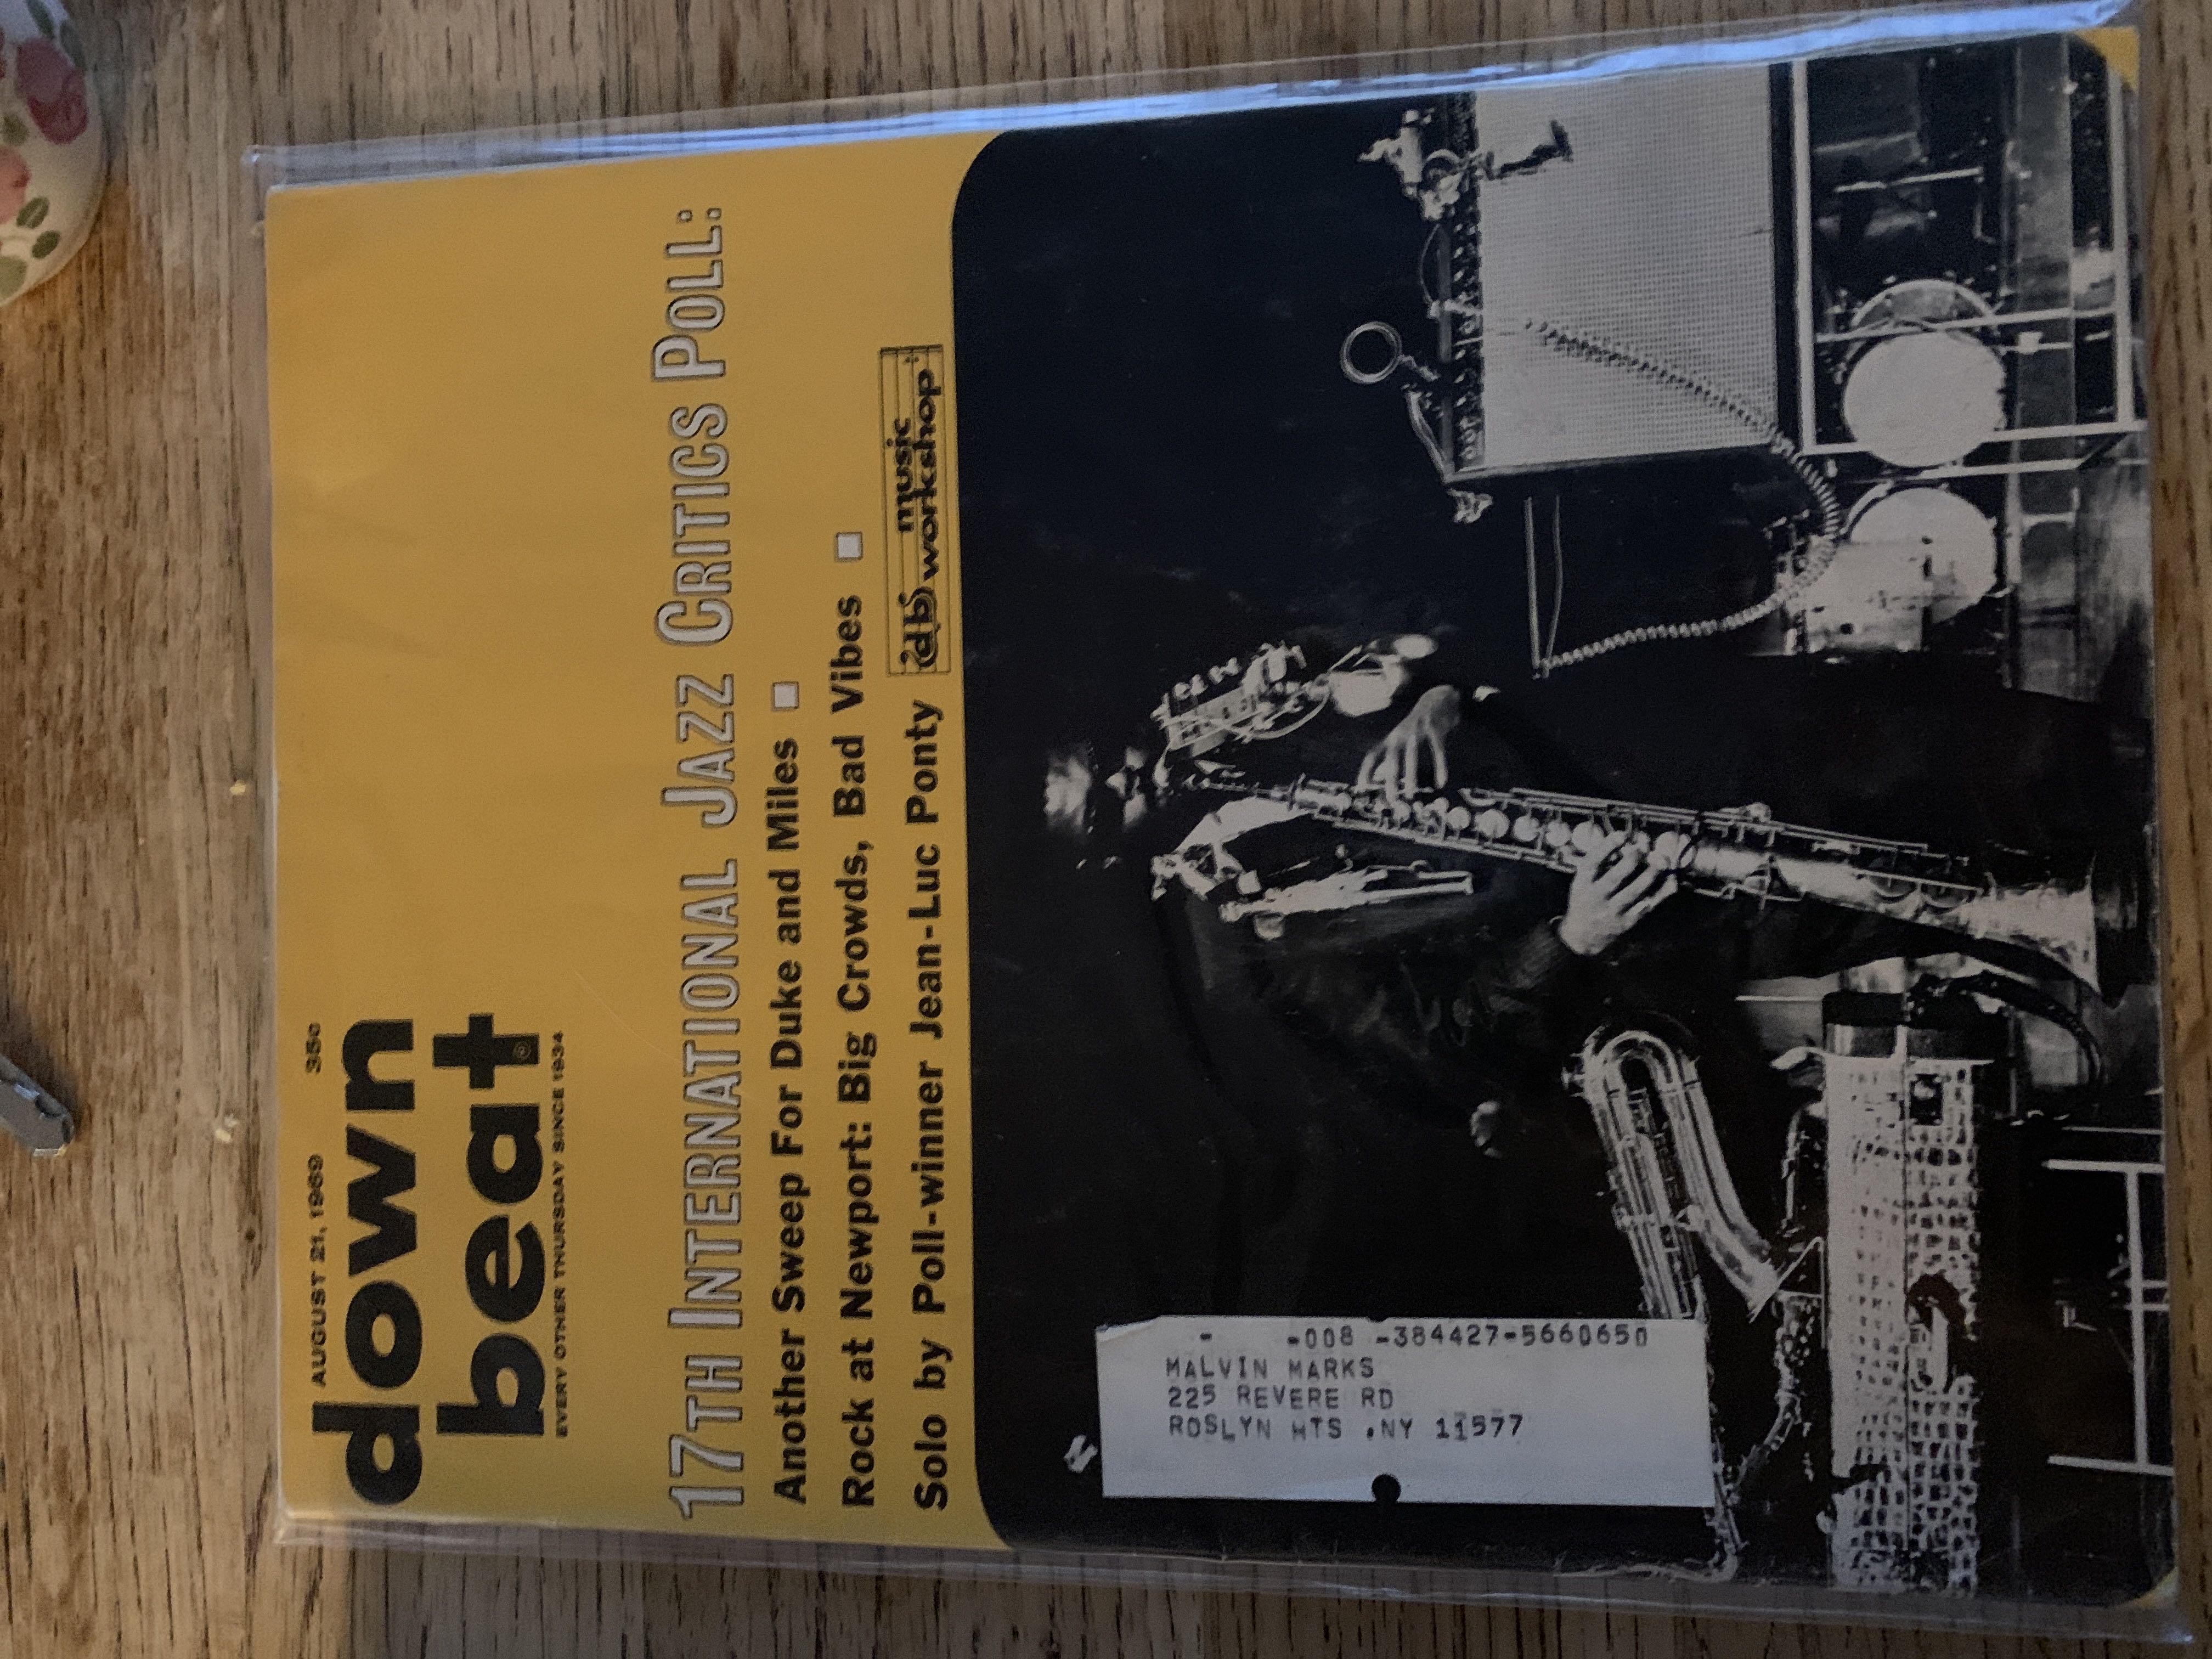 AUGUST 21, 1969 35c
down
beat
EVERY OTHER THURSDAY SINCE 1934
17TH INTERNATIONAL JAZZ CRITICS POLL:
Another Sweep For Duke and Miles
Rock at Newport: Big Crowds, Bad Vibes
Solo by Poll-winner Jean-Luc Ponty
db music
workshop
- -008 -384427-5660650
MALVIN MARKS
225 REVERE RD
ROSLYN HTS .NY 11577